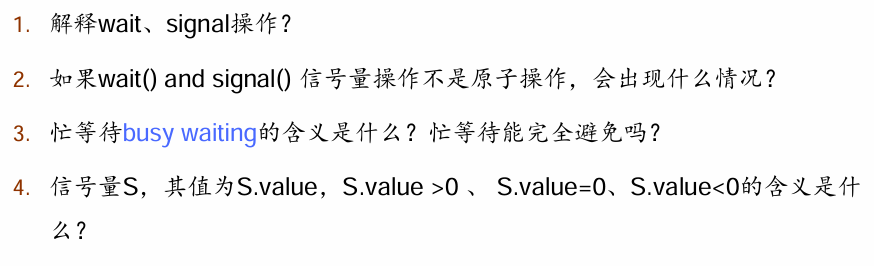 1. 解释wait、signal操作？
2. 如果wait() and signal() 信号量操作不是原子操作，会出现什么情况？
3. 忙等待busy waiting的含义是什么？忙等待能完全避免吗？
4. 信号量S，其值为S.value，S.value >0 、 S.value=0、S.value<0的含义是什
么？